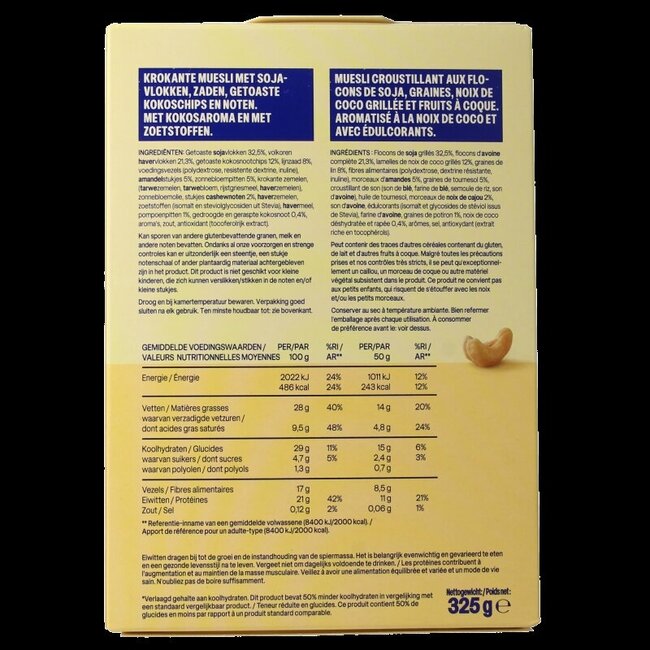 KROKANTE MUESLI MET SOJA-
VLOKKEN, ZADEN, GETOASTE
KOKOSCHIPS EN NOTEN.
MET KOKOSAROMA EN MET
ZOETSTOFFEN.
INGREDIËNTEN: Getoaste sojavlokken 32,5%, volkoren
havervlokken 21,3%, getoaste kokosnootchips 12%, lijnzaad 8%,
voedingsvezels (polydextrose, resistente dextrine, inuline),
amandelstukjes 5%, zonnebloempitten 5%, krokante zemelen,
(tarwezemelen, tarwebloem, rijstgriesmeel, haverzemelen),
zonnebloemolie, stukjes cashewnoten 2%, haverzemelen,
zoetstoffen (isomalt en steviolglycosiden uit Stevia), havermeel,
pompoenpitten 1%, gedroogde en geraspte kokosnoot 0,4%,
aroma's, zout, antioxidant (tocoferolrijk extract).
Kan sporen van andere glutenbevattende granen, melk en
andere noten bevatten. Ondanks al onze voorzorgen en strenge
controles kan er uitzonderlijk een steentje, een stukje
notenschaal of ander plantaardig materiaal achtergebleven
zijn in het product. Dit product is niet geschikt voor kleine
kinderen, die zich kunnen verslikken/stikken in de noten en/of
kleine stukjes.
Droog en bij kamertemperatuur bewaren. Verpakking goed
sluiten na elk gebruik. Ten minste houdbaar tot: zie bovenkant.
MUESLI CROUSTILLANT AUX FLO-
CONS DE SOJA, GRAINES, NOIX DE
COCO GRILLÉE ET FRUITS À COQUE.
AROMATISÉ À LA NOIX DE COCO ET
AVEC ÉDULCORANTS.
INGRÉDIENTS : Flocons de soja grillés 32,5%, flocons d'avoine
complète 21,3%, lamelles de noix de coco grillées 12%, graines de
lin 8%, fibres alimentaires (polydextrose, dextrine résistante,
inuline), morceaux d'amandes 5%, graines de tournesol 5%,
croustillant de son (son de blé, farine de blé, semoule de riz, son
d'avoine), huile de tournesol, morceaux de noix de cajou 2%,
son d'avoine, édulcorants (isomalt et glycosides de stéviol issus
de Stevia), farine d'avoine, graines de potiron 1%, noix de coco
déshydratée et rapée 0,4%, arômes, sel, antioxydant (extrait
riche en tocophérols).
Peut contenir des traces d'autres céréales contenant du gluten,
de lait et d'autres fruits à coque. Malgré toutes les précautions
prises et nos contrôles très stricts, il se peut qu'exceptionnel-
lement un caillou, un morceau de coque ou autre matériel
végétal subsistent dans le produit. Ce produit ne convient pas
aux petits enfants, qui risquent de s'étouffer avec les noix
et/ou les petits morceaux.
Conserver au sec à température ambiante. Bien refermer
l'emballage après chaque utilisation. À consommer
de préférence avant le: voir dessus.
GEMIDDELDE VOEDINGSWAARDEN / PER/PAR %RI / PER/PAR %RI /
VALEURS NUTRITIONNELLES MOYENNES 100 g AR** 50 g AR**
Energie / Énergie 2022 kJ 24% 1011 kJ 12%
486 kcal 24% 243 kcal 12%
Vetten / Matières grasses 28 g 40% 14 g 20%
waarvan verzadigde vetzuren /
dont acides gras saturés 9,5 g 48% 4,8 g 24%
Koolhydraten / Glucides 29 g 11% 15 g 6%
waarvan suikers / dont sucres 4,7 g 5% 2,4 g 3%
waarvan polyolen / dont polyols 1,3 g 0,7 g
Vezels / Fibres alimentaires 17 g 8,5 g
Eiwitten / Protéines 21 g 42% 11 g 21%
Zout / Sel 0,12 g 2% 0,06 g 1%
** Referentie-inname van een gemiddelde volwassene (8400 kJ/2000 kcal). /
Apport de référence pour un adulte-type (8400 kJ/2000 kcal).
Eiwitten dragen bij tot de groei en de instandhouding van de spiermassa. Het is belangrijk evenwichtig en gevarieerd te eten
en een gezonde levensstijl na te leven. Vergeet niet om dagelijks voldoende te drinken. / Les protéines contribuent à
l'augmentation et au maintien de la masse musculaire. Veillez à avoir une alimentation équilibrée et variée et un mode de vie
sain. N'oubliez pas de boire suffisamment.
*Verlaagd gehalte aan koolhydraten. Dit product bevat 50% minder koolhydraten in vergelijking met
een standaard vergelijkbaar product. / Teneur réduite en glucides. Ce produit contient 50% de
glucides en moins par rapport à un produit standard comparable.
Nettogewicht: / Poids net :
325 g e